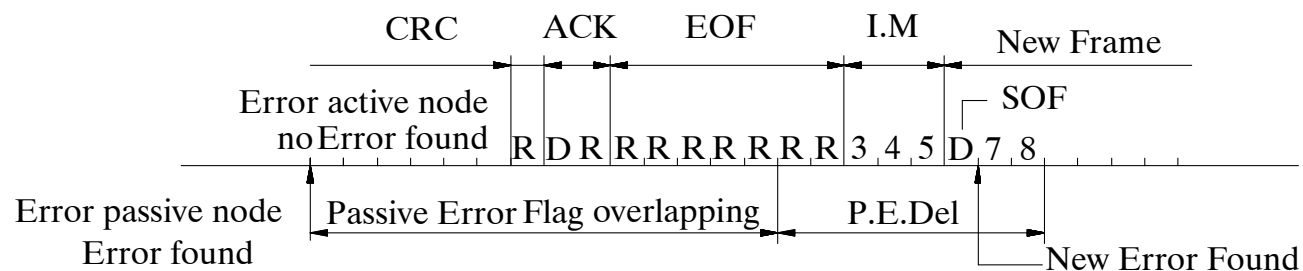 CRC ACK EOF I.M New Frame
Error active node SOF
no Error found R D R R R R R R R R 3 4 5 D 7 8
Error passive node Passive Error Flag overlapping P.E.Del
Error found New Error Found